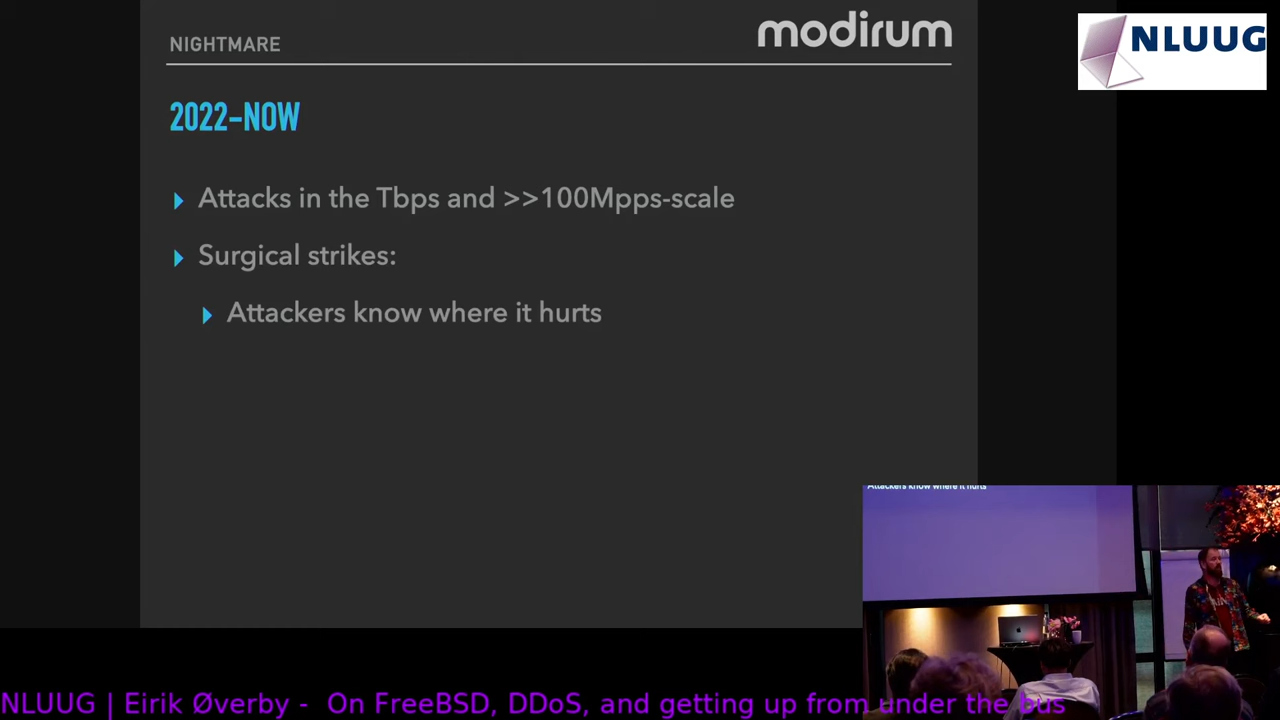 NIGHTMARE
modirum
NLUUG
2022–NOW
Attacks in the Tbps and >>100Mpps-scale
Surgical strikes:
Attackers know where it hurts
Attackers know where it hurts
NLUUG | Eirik Øverby - On FreeBSD, DDoS, and getting up from under the bus